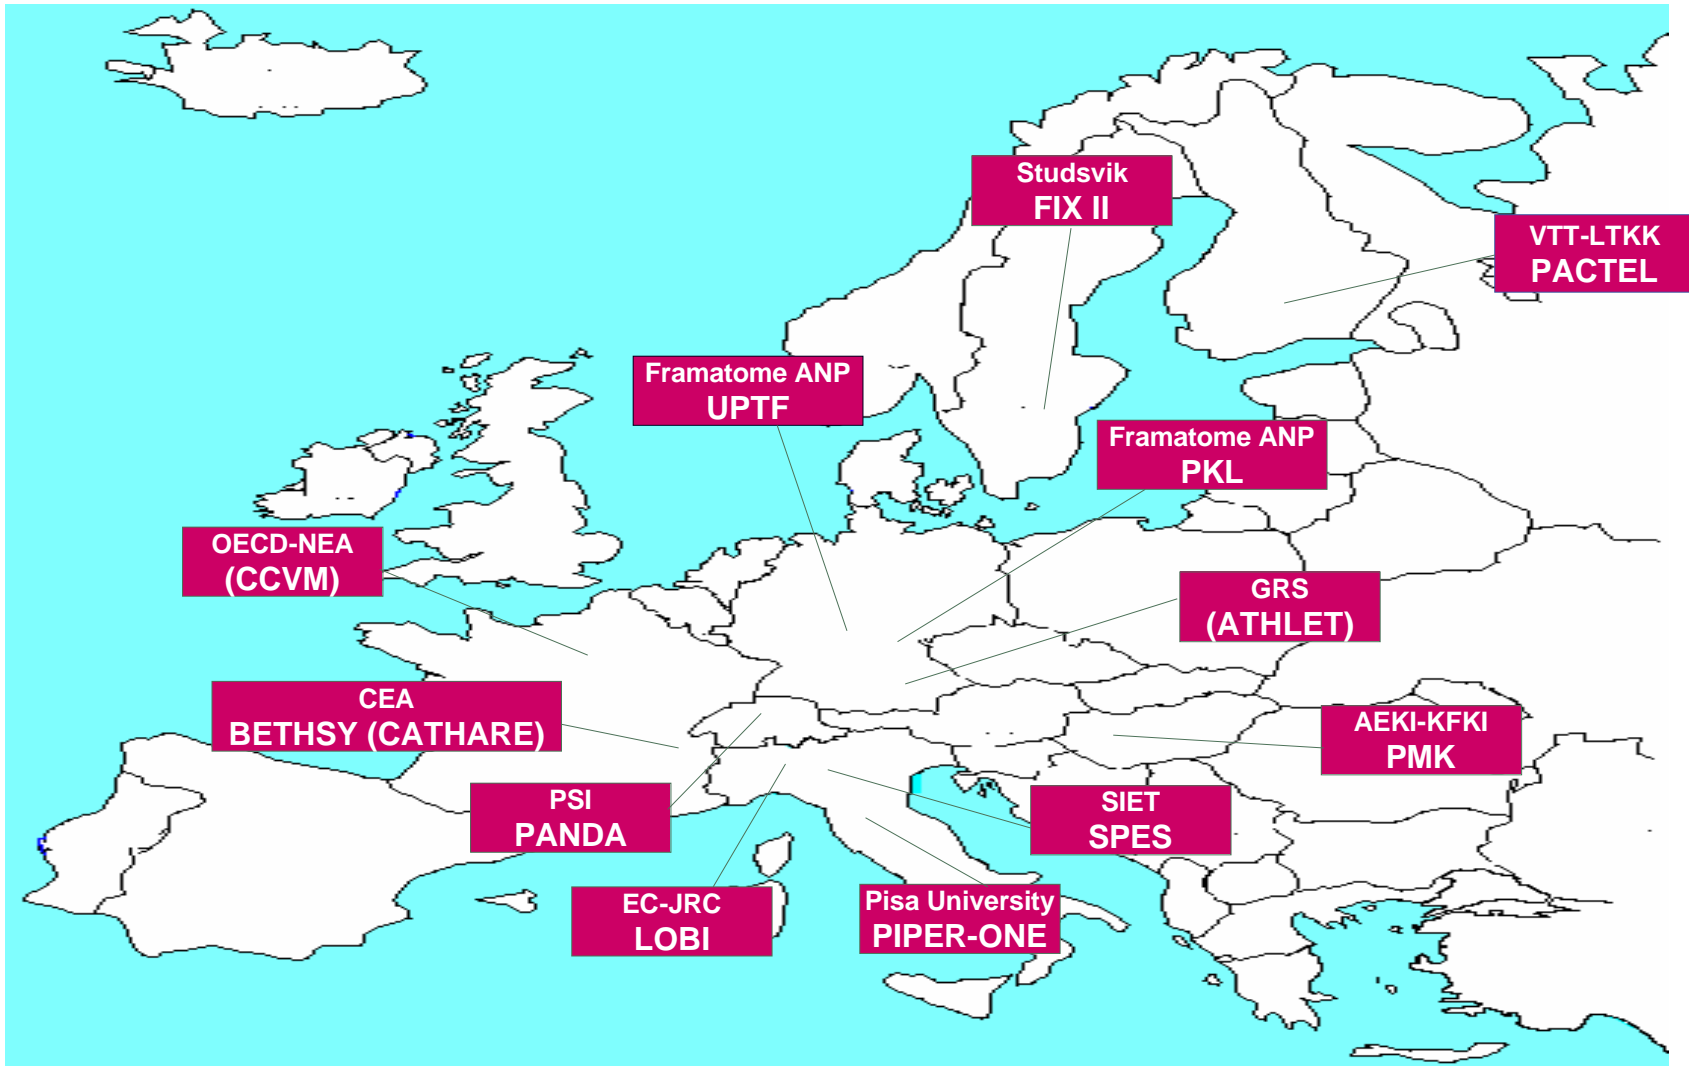 Studsvik
FIX II
VTT-LTKK
PACTEL
Framatome ANP
UPTF
Framatome ANP
PKL
OECD-NEA
(CCVM)
GRS
(ATHLET)
CEA
BETHSY (CATHARE)
AEKI-KFKI
PMK
PSI
PANDA
SIET
SPES
EC-JRC
LOBI
Pisa University
PIPER-ONE